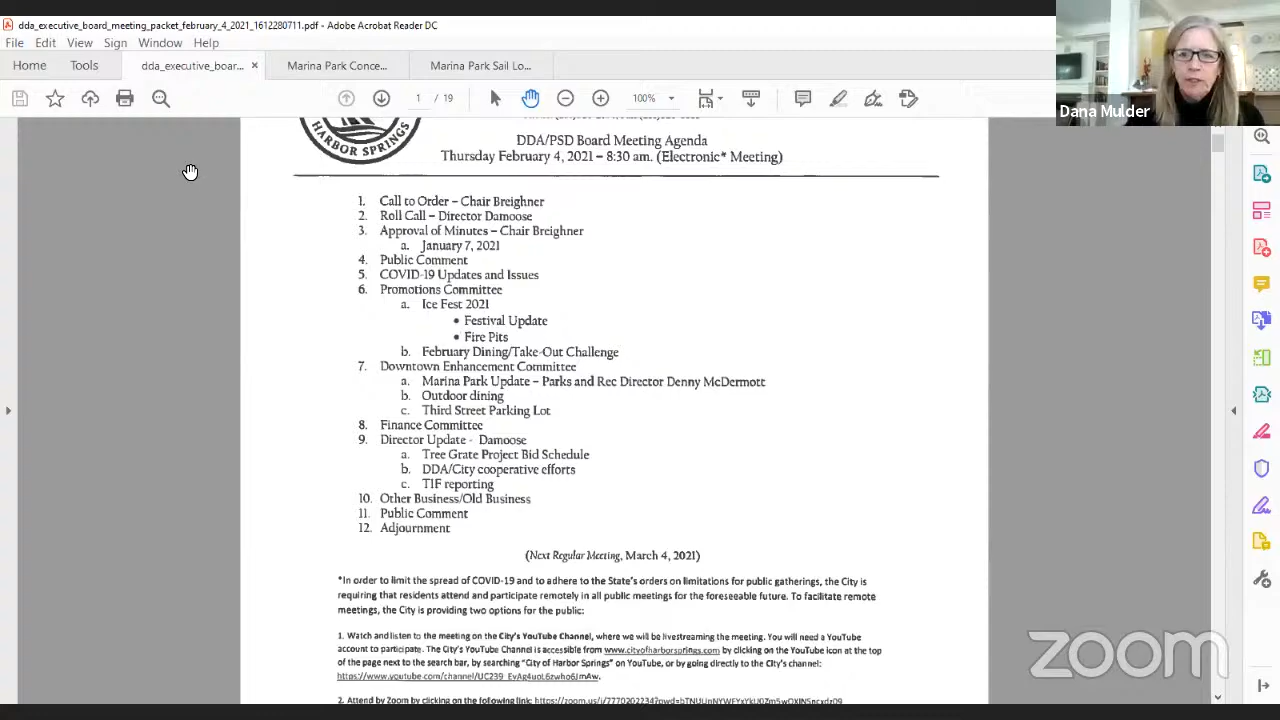 dda_executive_board_meeting_packet_february_4_2021_1612280711.pdf - Adobe Acrobat Reader DC
File Edit View Sign Window Help
Home Tools dda_executive_boar... × Marina Park Conce... Marina Park Sail Lo...
1 / 19 100%
Dana Mulder
HARBOR SPRINGS
DDA/PSD Board Meeting Agenda
Thursday February 4, 2021 – 8:30 am. (Electronic* Meeting)
1. Call to Order – Chair Breighner
2. Roll Call – Director Damoose
3. Approval of Minutes – Chair Breighner
a. January 7, 2021
4. Public Comment
5. COVID-19 Updates and Issues
6. Promotions Committee
a. Ice Fest 2021
• Festival Update
• Fire Pits
b. February Dining/Take-Out Challenge
7. Downtown Enhancement Committee
a. Marina Park Update – Parks and Rec Director Denny McDermott
b. Outdoor dining
c. Third Street Parking Lot
8. Finance Committee
9. Director Update - Damoose
a. Tree Grate Project Bid Schedule
b. DDA/City cooperative efforts
c. TIF reporting
10. Other Business/Old Business
11. Public Comment
12. Adjournment
(Next Regular Meeting, March 4, 2021)
*In order to limit the spread of COVID-19 and to adhere to the State's orders on limitations for public gatherings, the City is
requiring that residents attend and participate remotely in all public meetings for the foreseeable future. To facilitate remote
meetings, the City is providing two options for the public:
1. Watch and listen to the meeting on the City's YouTube Channel, where we will be livestreaming the meeting. You will need a YouTube
account to participate. The City's YouTube Channel is accessible from www.cityofharborsprings.com by clicking on the YouTube icon at the top
of the page next to the search bar, by searching "City of Harbor Springs" on YouTube, or by going directly to the City's channel:
2. Attend by Zoom by clicking on the following link:
zoom